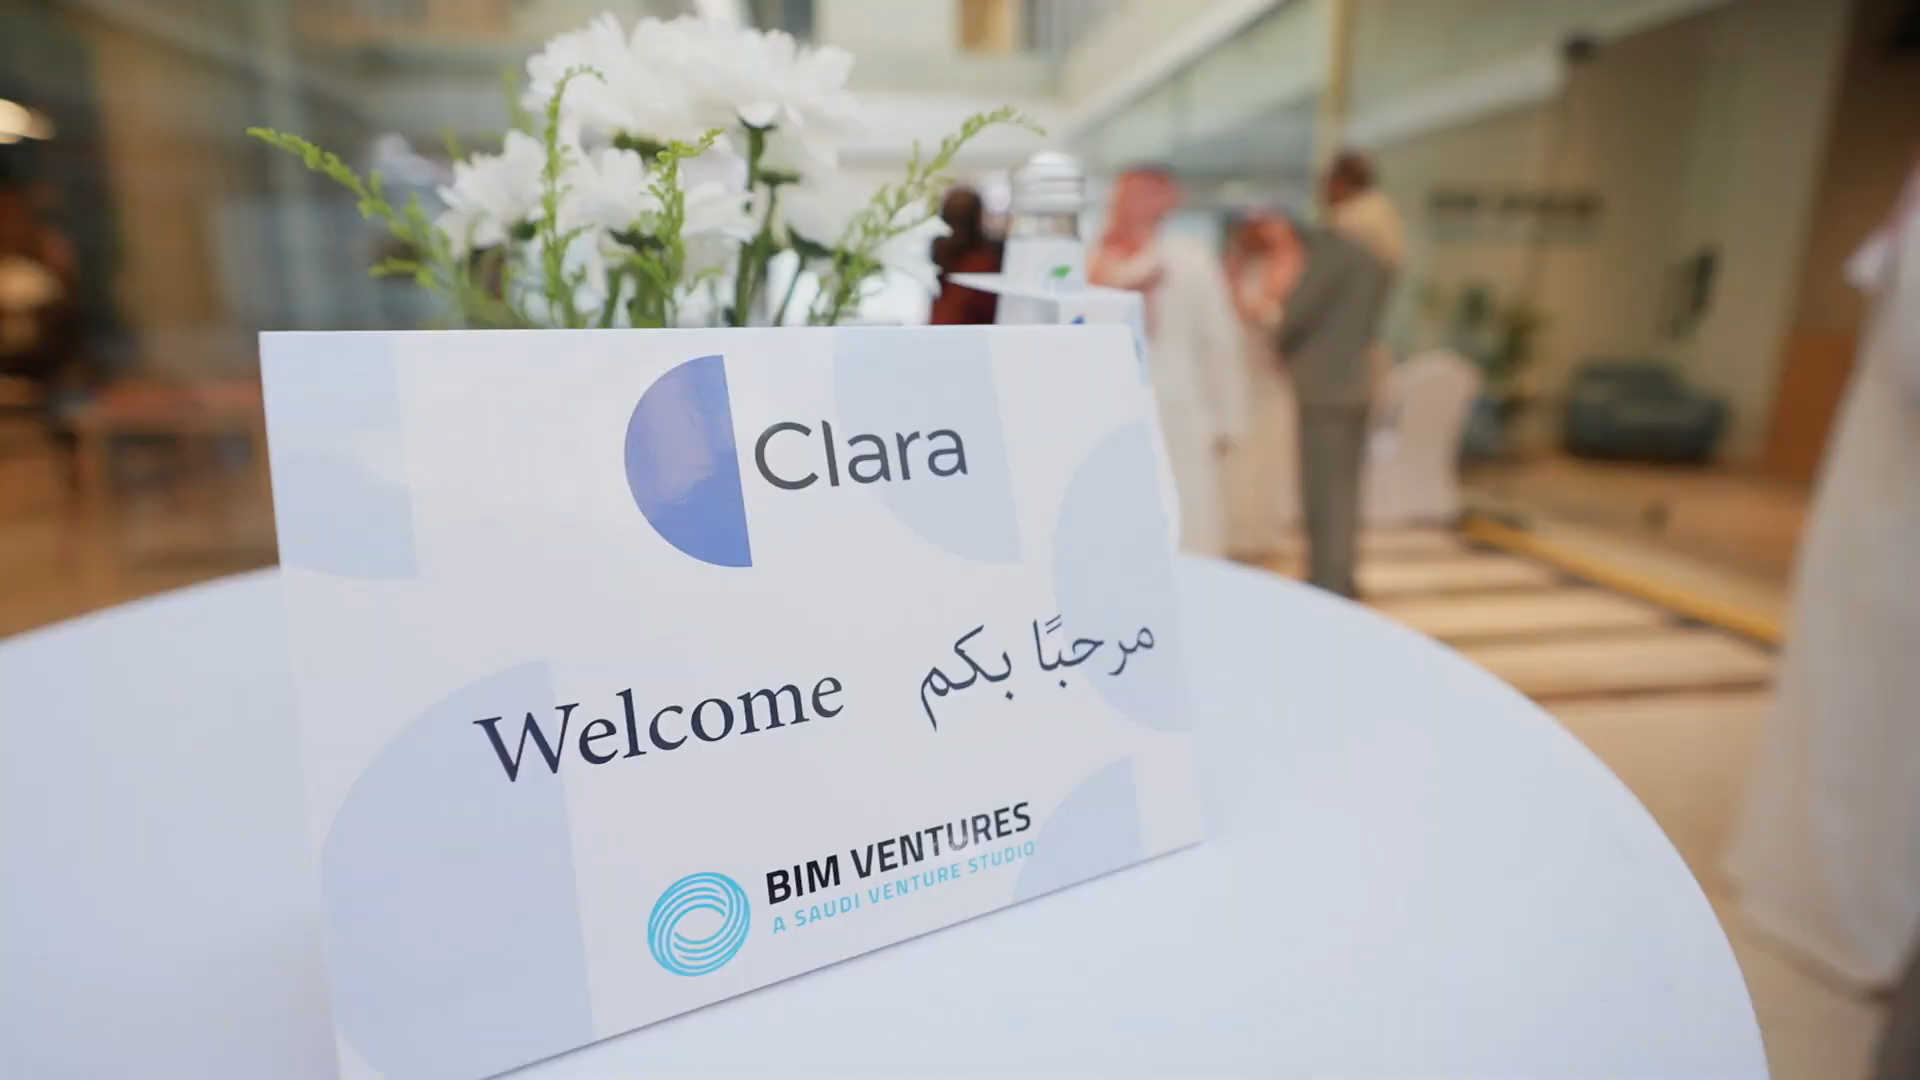 Clara
Welcome مرحبًا بكم
BIM VENTURES
A SAUDI VENTURE STUDIO